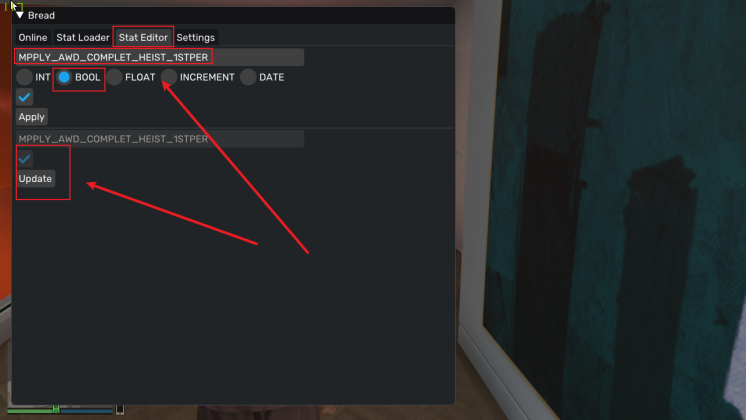 Bread
Online Stat Loader Stat Editor Settings
MPPLY_AWD_COMPLET_HEIST_1STPER
INT BOOL FLOAT INCREMENT DATE
Apply
MPPLY_AWD_COMPLET_HEIST_1STPER
Update